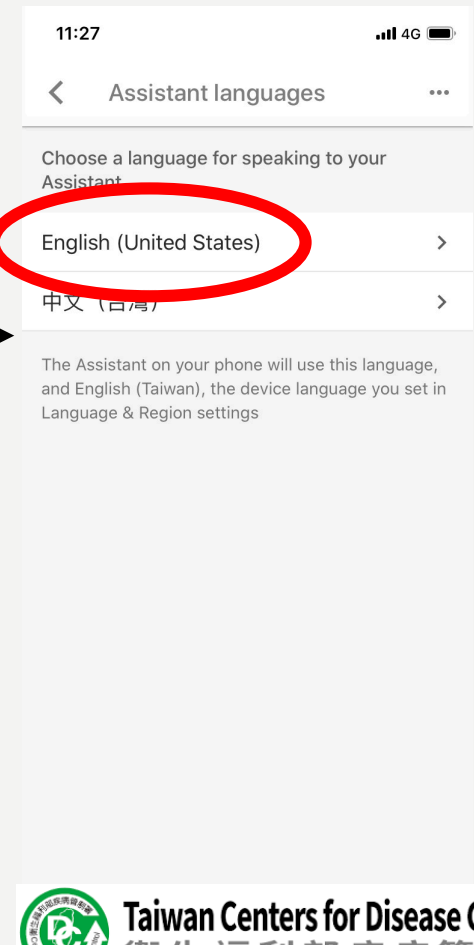 11:27
4G
Assistant languages
Choose a language for speaking to your
Assistant
English (United States)
中文（台灣）
The Assistant on your phone will use this language,
and English (Taiwan), the device language you set in
Language & Region settings
Taiwan Centers for Disease